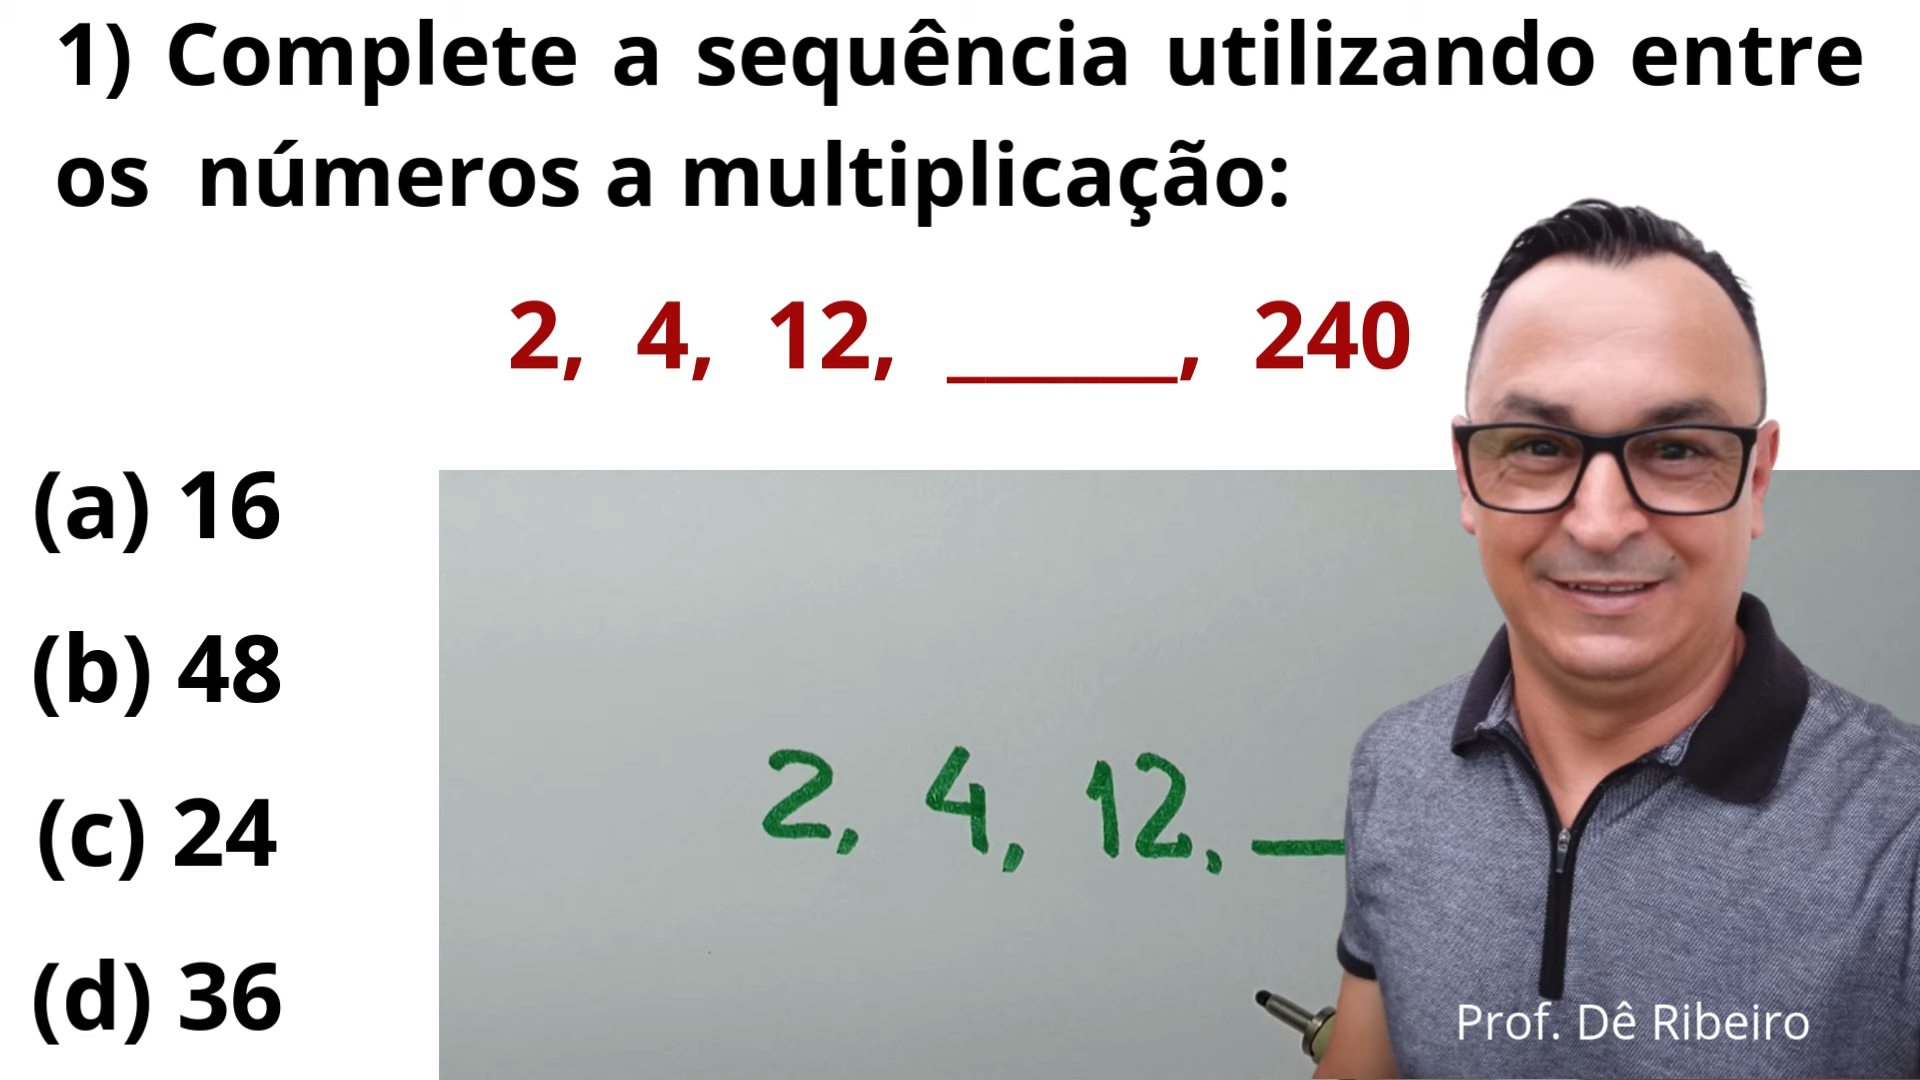 1) Complete a sequência utilizando entre
os números a multiplicação:
2, 4, 12, ______, 240
(a) 16
(b) 48
(c) 24
(d) 36
2, 4, 12, —
Prof. Dê Ribeiro